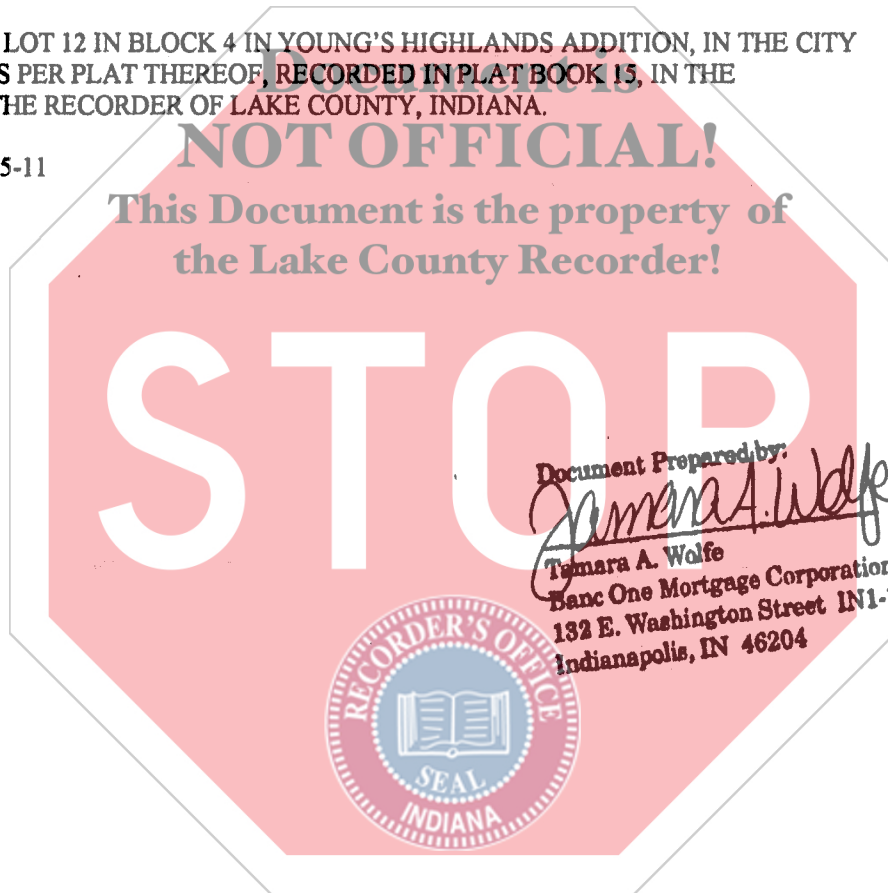 LOT 12 IN BLOCK 4 IN YOUNG'S HIGHLANDS ADDITION, IN THE CITY
S PER PLAT THEREOF, RECORDED IN PLAT BOOK 15, IN THE
THE RECORDER OF LAKE COUNTY, INDIANA.
Document is
5-11
NOT OFFICIAL!
This Document is the property of
the Lake County Recorder!
STOP
Document Prepared by:
Tamara A. Wolfe
Tamara A. Wolfe
Banc One Mortgage Corporation
132 E. Washington Street IN1-
Indianapolis, IN 46204
RECORDER'S OFFICE
SEAL
INDIANA